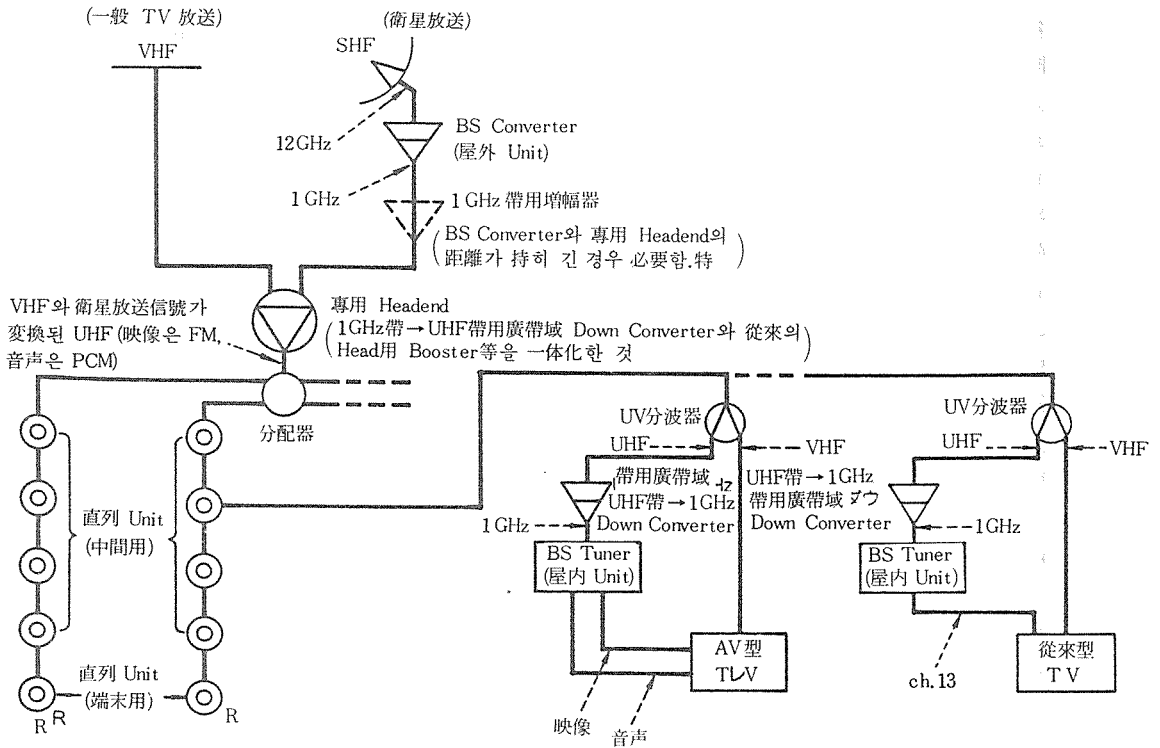 (一般 TV 放送)
VHF
(衛星放送)
SHF
12GHz
BS Converter
(屋外 Unit)
1GHz
1GHz 帶用増幅器
(BS Converter와 專用 Headend의
距離가 持히 긴 경우 必要함.特)
VHF와 衛星放送信號가
変換된 UHF(映像은 FM,
音声은 PCM)
專用 Headend
(1GHz帶→UHF帶用廣帶域 Down Converter와 從來의
Head用 Booster等을 一体化한 것)
分配器
直列 Unit
(中間用)
直列 Unit
(端末用)
R R
R
UV分波器
UHF
VHF
帶用廣帶域
UHF帶→1GHz
Down Converter
1GHz
BS Tuner
(屋内 Unit)
AV型
TレV
映像
音声
UV分波器
UHF
VHF
UHF帶→1GHz
帶用廣帶域 ダウ
Down Converter
1GHz
BS Tuner
(屋内 Unit)
ch.13
從來型
TV